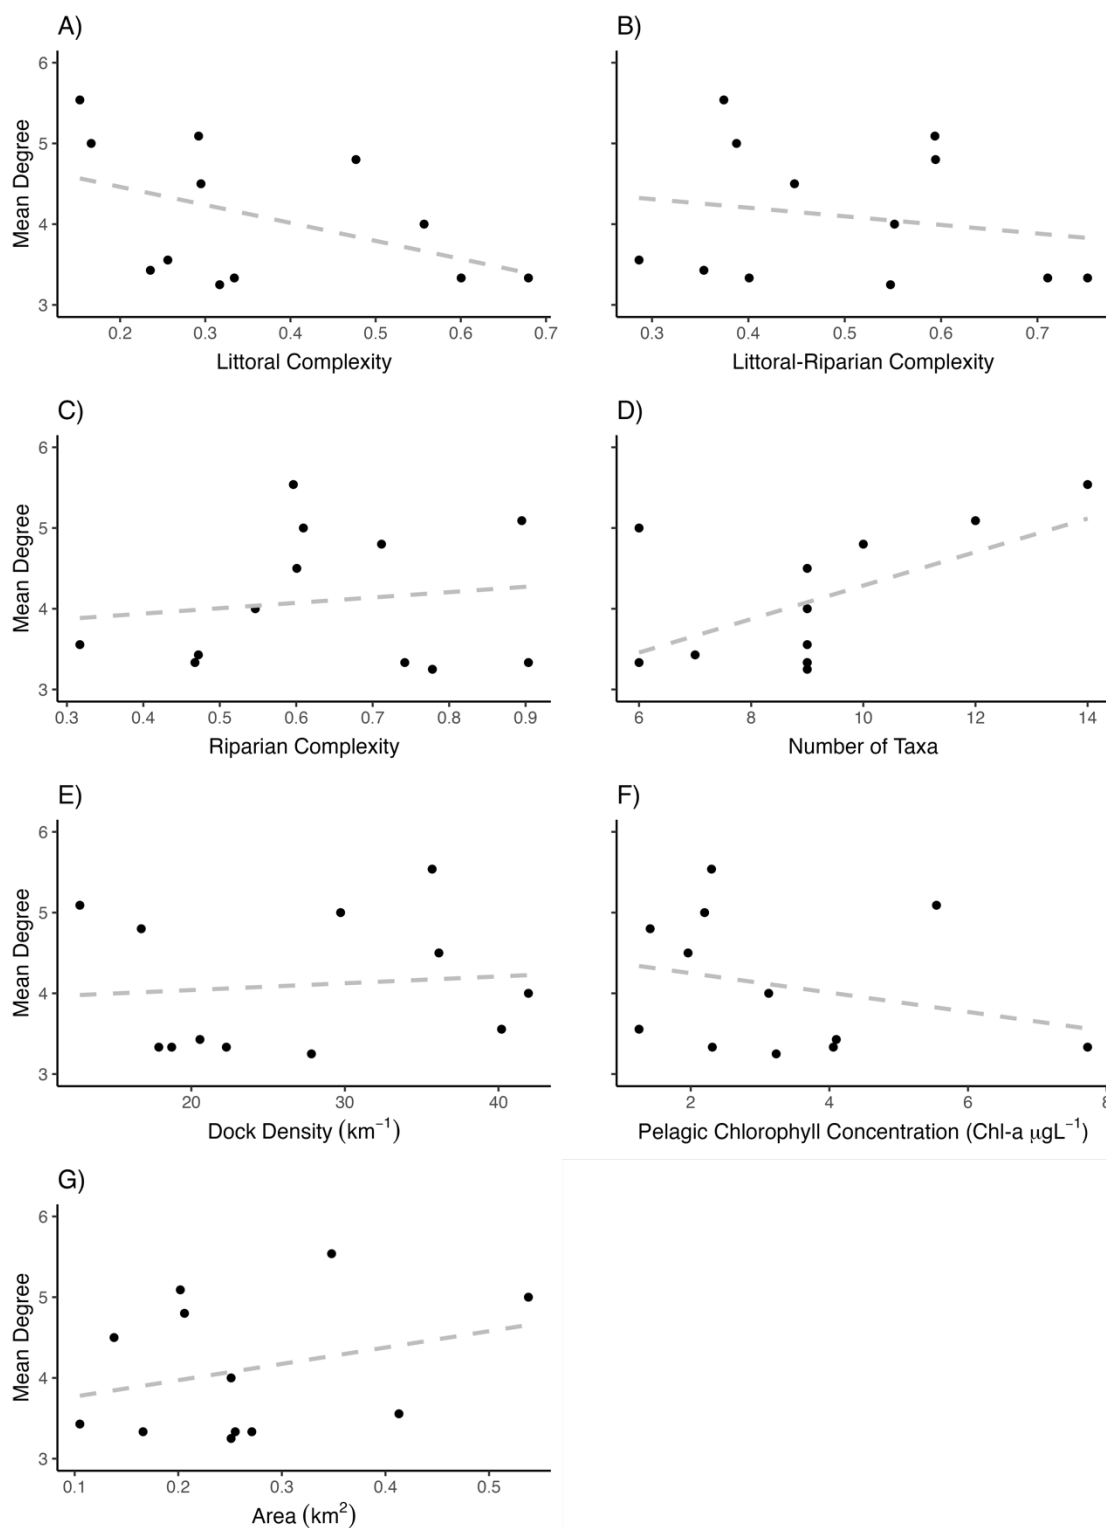 A)
B)
6
5
4
3
Mean Degree
0.2 0.3 0.4 0.5 0.6 0.7
0.3 0.4 0.5 0.6 0.7
Littoral Complexity
Littoral-Riparian Complexity
C)
D)
6
5
4
3
Mean Degree
0.3 0.4 0.5 0.6 0.7 0.8 0.9
6 8 10 12 14
Riparian Complexity
Number of Taxa
E)
F)
6
5
4
3
Mean Degree
20 30 40
2 4 6 8
Dock Density (km⁻¹)
Pelagic Chlorophyll Concentration (Chl-a μgL⁻¹)
G)
6
5
4
3
Mean Degree
0.1 0.2 0.3 0.4 0.5
Area (km²)